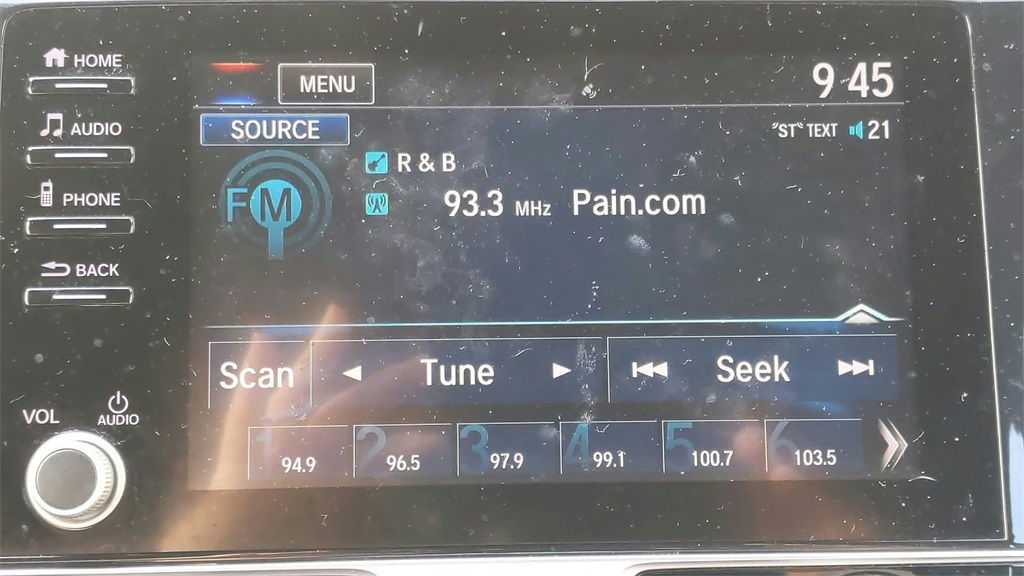 HOME
AUDIO
PHONE
BACK
VOL
AUDIO
MENU
9 45
SOURCE
"ST" TEXT 21
FM
R & B
93.3 MHz Pain.com
Scan
Tune
Seek
1 94.9
2 96.5
3 97.9
4 99.1
5 100.7
6 103.5